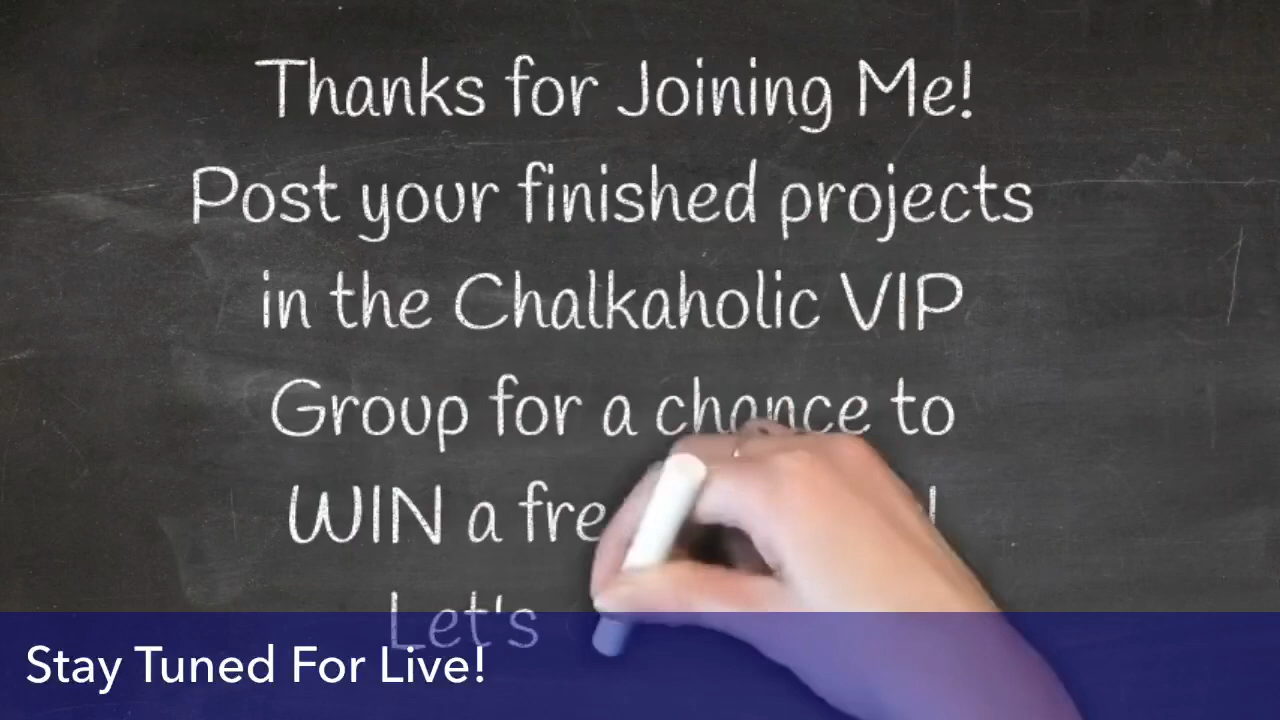 Thanks for Joining Me!
Post your finished projects
in the Chalkaholic VIP
Group for a chance to
WIN a fre
Let's
Stay Tuned For Live!